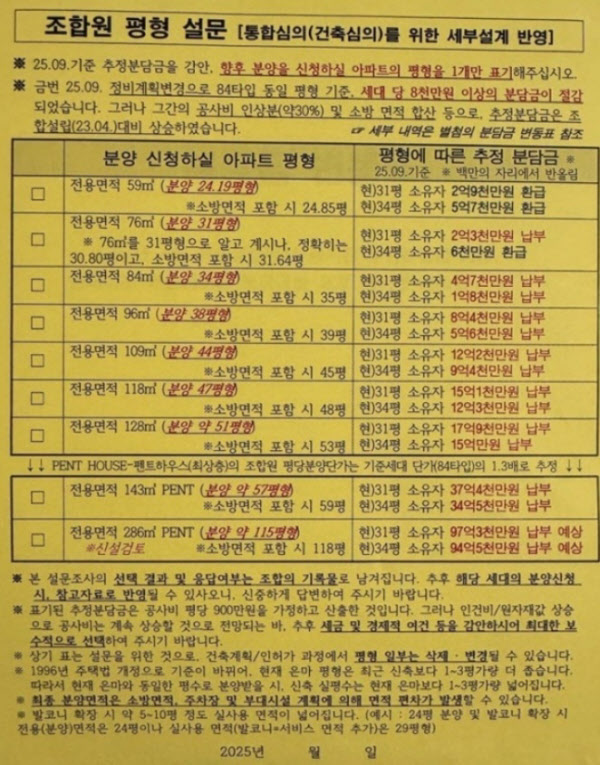 조합원 평형 설문 [통합심의(건축심의)를 위한 세부설계 반영]
※ 25.09.기준 추정분담금을 감안, 향후 분양을 신청하실 아파트의 평형을 1개만 표기해주십시오.
※ 금번 25.09. 정비계획변경으로 84타입 동일 평형 기준, 세대 당 8천만원 이상의 분담금이 절감
되었습니다. 그러나 그간의 공사비 인상분(약30%) 및 소방 면적 합산 등으로, 추정분담금은 조
합설립(23.04.)대비 상승하였습니다.
☞ 세부 내역은 별첨의 분담금 변동표 참조
분양 신청하실 아파트 평형
평형에 따른 추정 분담금 ※
25.09.기준 ※ 백만의 자리에서 반올림
□ 전용면적 59㎡ (분양 24.19평형) 현)31평 소유자 2억9천만원 환급
※소방면적 포함 시 24.85평 현)34평 소유자 5억7천만원 환급
□ 전용면적 76㎡ (분양 31평형)
※ 76㎡를 31평형으로 알고 계시나, 정확히는
30.80평이고, 소방면적 포함 시 31.64평
현)31평 소유자 2억3천만원 납부
현)34평 소유자 6천만원 환급
□ 전용면적 84㎡ (분양 34평형) 현)31평 소유자 4억7천만원 납부
※소방면적 포함 시 35평 현)34평 소유자 1억8천만원 납부
□ 전용면적 96㎡ (분양 38평형) 현)31평 소유자 8억4천만원 납부
※소방면적 포함 시 39평 현)34평 소유자 5억6천만원 납부
□ 전용면적 109㎡ (분양 44평형) 현)31평 소유자 12억2천만원 납부
※소방면적 포함 시 45평 현)34평 소유자 9억4천만원 납부
□ 전용면적 118㎡ (분양 47평형) 현)31평 소유자 15억1천만원 납부
※소방면적 포함 시 48평 현)34평 소유자 12억3천만원 납부
□ 전용면적 128㎡ (분양 약 51평형) 현)31평 소유자 17억9천만원 납부
※소방면적 포함 시 53평 현)34평 소유자 15억만원 납부
↓↓ PENT HOUSE-펜트하우스(최상층)의 조합원 평당분양단가는 기준세대 단가(84타입)의 1.3배로 추정 ↓↓
□ 전용면적 143㎡ PENT (분양 약 57평형) 현)31평 소유자 37억4천만원 납부
※소방면적 포함 시 59평 현)34평 소유자 34억5천만원 납부
□ 전용면적 286㎡ PENT (분양 약 115평형) 현)31평 소유자 97억3천만원 납부 예상
※신설검토 ※소방면적 포함 시 118평 현)34평 소유자 94억5천만원 납부 예상
※ 본 설문조사의 선택 결과 및 응답여부는 조합의 기록물로 남겨집니다. 추후 해당 세대의 분양신청
시, 참고자료로 반영될 수 있사오니, 신중하게 답변하여 주시기 바랍니다.
※ 표기된 추정분담금은 공사비 평당 900만원을 가정하고 산출한 것입니다. 그러나 인건비/원자재값 상승
으로 공사비는 계속 상승할 것으로 전망되는 바, 추후 세금 및 경제적 여건 등을 감안하시어 최대한 보
수적으로 선택하여 주시기 바랍니다.
※ 상기 표는 설문을 위한 것으로, 건축계획/인허가 과정에서 평형 일부는 삭제·변경될 수 있습니다.
※ 1996년 주택법 개정으로 기준이 바뀌어, 현재 은마 평형은 최근 신축보다 1~3평가량 더 좁습니다.
따라서 현재 은마와 동일한 평수로 분양받을 시, 신축 실평수는 현재 은마보다 1~3평가량 넓어집니다.
※ 최종 분양면적은 소방면적, 주차장 및 부대시설 계획에 의해 면적 편차가 발생할 수 있습니다.
※ 발코니 확장 시 약 5~10평 정도 실사용 면적이 넓어집니다. (예시 : 24평 분양 및 발코니 확장 시
전용(분양)면적은 24평이나 실사용 면적(발코니=서비스 면적 추가)은 29평형)
2025년 월 일